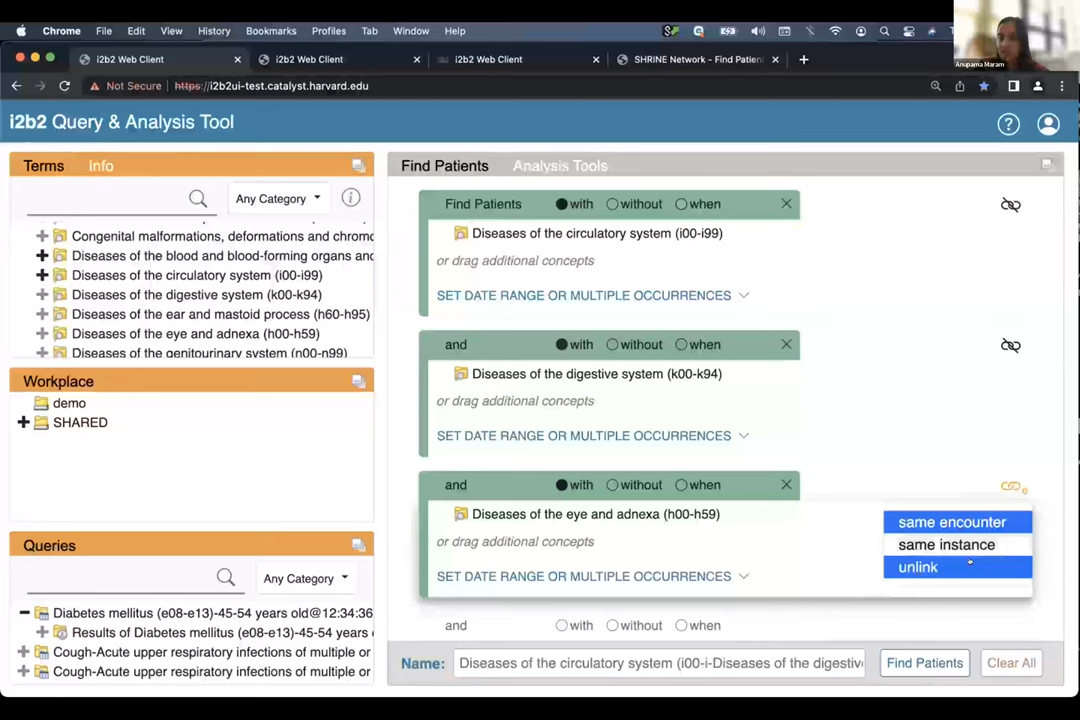 Chrome File Edit View History Bookmarks Profiles Tab Window Help
Anupama Maram
i2b2 Web Client
i2b2 Web Client
i2b2 Web Client
SHRINE Network - Find Patient
Not Secure https://i2b2ui-test.catalyst.harvard.edu
i2b2 Query & Analysis Tool
Terms Info
Any Category
Congenital malformations, deformations and chromo
Diseases of the blood and blood-forming organs and
Diseases of the circulatory system (i00-i99)
Diseases of the digestive system (k00-k94)
Diseases of the ear and mastoid process (h60-h95)
Diseases of the eye and adnexa (h00-h59)
Diseases of the genitourinary system (n00-n99)
Workplace
demo
SHARED
Queries
Any Category
Diabetes mellitus (e08-e13)-45-54 years old@12:34:36
Results of Diabetes mellitus (e08-e13)-45-54 years
Cough-Acute upper respiratory infections of multiple or
Cough-Acute upper respiratory infections of multiple or
Find Patients Analysis Tools
Find Patients with without when
Diseases of the circulatory system (i00-i99)
or drag additional concepts
SET DATE RANGE OR MULTIPLE OCCURRENCES
and with without when
Diseases of the digestive system (k00-k94)
or drag additional concepts
SET DATE RANGE OR MULTIPLE OCCURRENCES
and with without when
e
Diseases of the eye and adnexa (h00-h59)
or drag additional concepts
SET DATE RANGE OR MULTIPLE OCCURRENCES
same encounter
same instance
unlink
and with without when
Name: Diseases of the circulatory system (i00-i-Diseases of the digestiv Find Patients Clear All